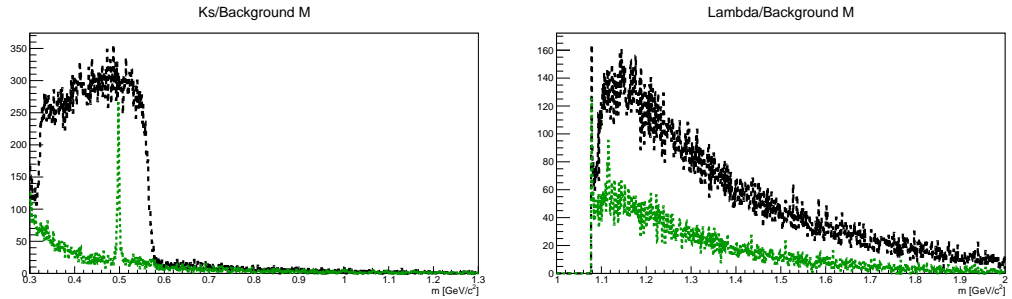 Ks/Background M
350
300
250
200
150
100
50
0
0.3 0.4 0.5 0.6 0.7 0.8 0.9 1 1.1 1.2 1.3
m [GeV/c²]
Lambda/Background M
160
140
120
100
80
60
40
20
0
1 1.1 1.2 1.3 1.4 1.5 1.6 1.7 1.8 1.9 2
m [GeV/c²]